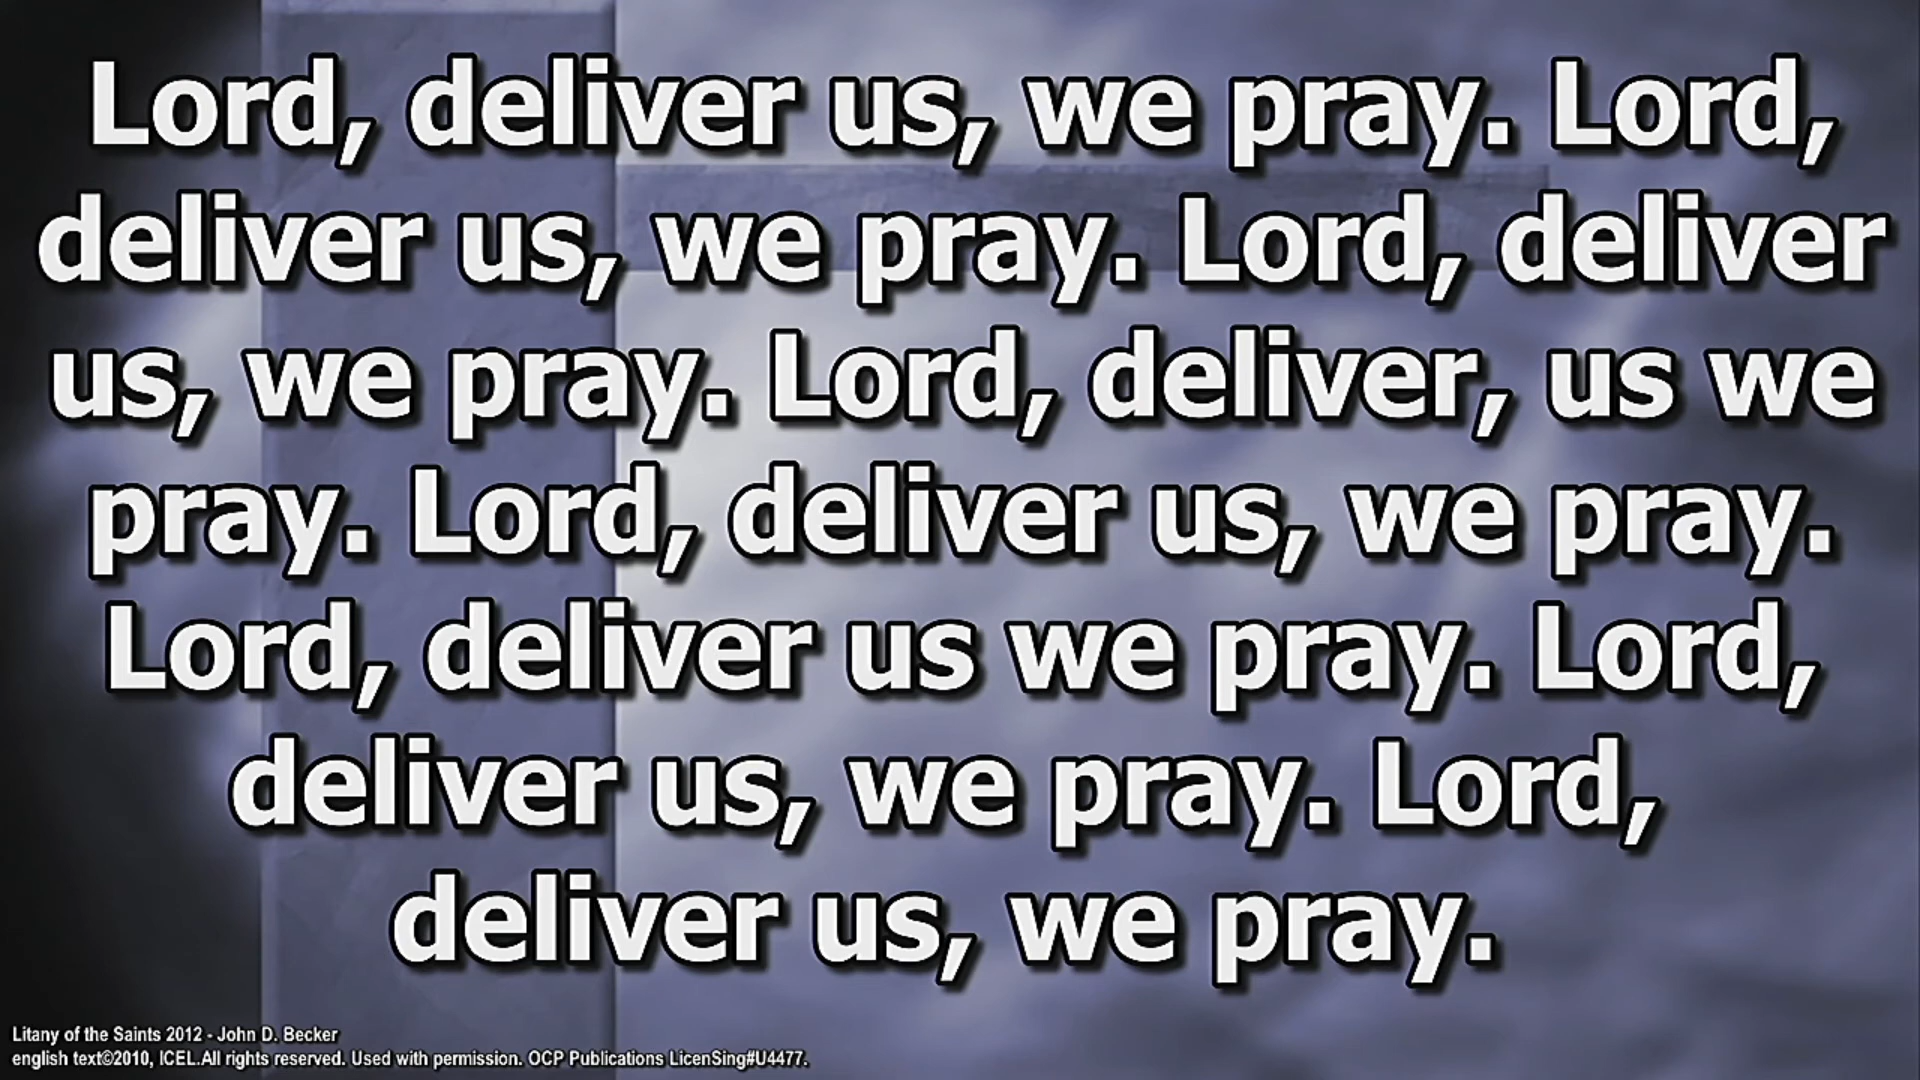 Lord, deliver us, we pray. Lord,
deliver us, we pray. Lord, deliver
us, we pray. Lord, deliver, us we
pray. Lord, deliver us, we pray.
Lord, deliver us we pray. Lord,
deliver us, we pray. Lord,
deliver us, we pray.
Litany of the Saints 2012 - John D. Becker
english text©2010, ICEL.All rights reserved. Used with permission. OCP Publications LicenSing#U4477.